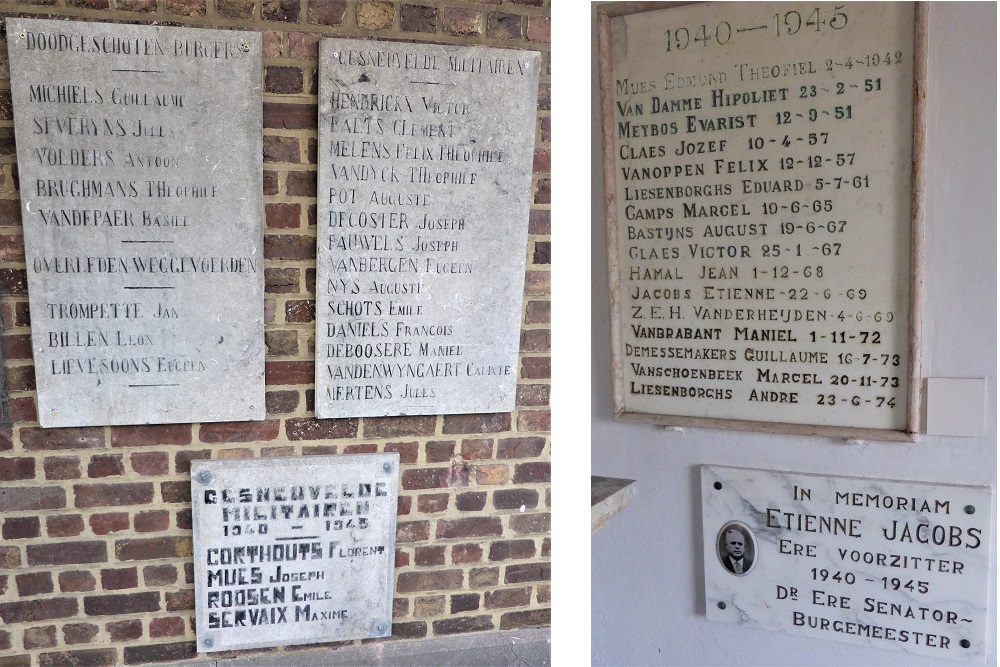 DOODGESCHOTEN BURGERS
MICHIELS GUILLAUME
SEVERYNS JULES
VOLDERS ANTOON
BRUGHMANS THEOPHILE
VANDEPAER BASILE
OVERLEDEN WEGGEVOERDEN
TROMPETTE JAN
BILLEN LEON
LIEVESOONS EUGEEN
GESNEUVELDE MILITAIREN
HENDRICKX VICTOR
BALTS CLEMENT
MELENS FELIX THEOPHILE
VANDYCK THEOPHILE
POT AUGUSTE
DECOSTER JOSEPH
PAUWELS JOSEPH
VANBERGEN EUGEEN
NYS AUGUSTE
SCHOTS EMILE
DANIELS FRANÇOIS
DEBOOSERE MANIEL
VANDENWYNGAERT CALIXTE
MERTENS JULES
GESNEUVELDE
MILITAIREN
1940 - 1945
CORTHOUTS FLORENT
MUES JOSEPH
ROOSEN EMILE
SERVAIX MAXIME
1940 - 1945
MUES EDMOND THEOFIEL 2-4-1942
VAN DAMME HIPOLIET 23-2-51
MEYBOS EVARIST 12-9-51
CLAES JOZEF 10-4-57
VANOPPEN FELIX 12-12-57
LIESENBORGHS EDUARD 5-7-61
CAMPS MARCEL 19-6-65
BASTIJNS AUGUST 19-6-67
CLAES VICTOR 25-1-67
HAMAL JEAN 1-12-68
JACOBS ETIENNE-22-6-69
Z.E.H. VANDERHEIJDEN-4-6-69
VANBRABANT MANIEL 1-11-72
DEMESSEMAKERS GUILLAUME 16-7-73
VANSCHOENBEEK MARCEL 20-11-73
LIESENBORGHS ANDRE 23-6-74
IN MEMORIAM
ETIENNE JACOBS
ERE VOORZITTER
1940 - 1945
DR ERE SENATOR-
BURGEMEESTER